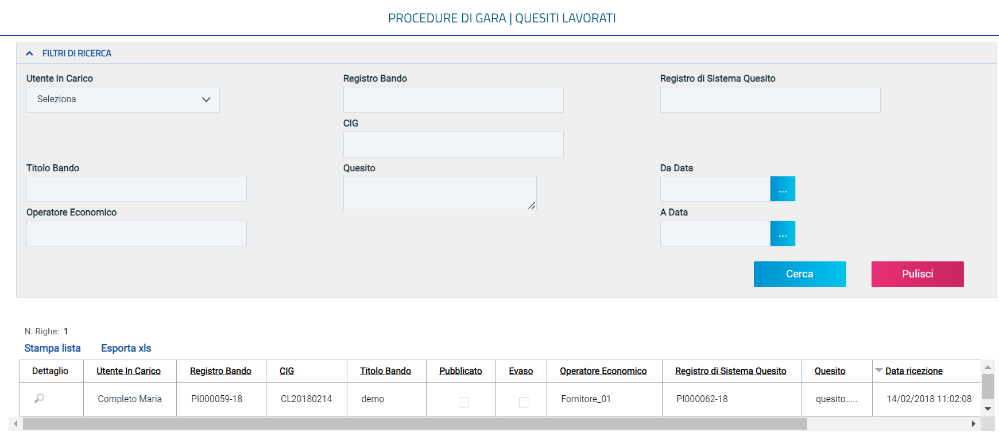 PROCEDURE DI GARA | QUESITI LAVORATI
FILTRI DI RICERCA
Utente In Carico
Registro Bando
Registro di Sistema Quesito
Seleziona
CIG
Titolo Bando
Quesito
Da Data
...
Operatore Economico
A Data
...
Cerca
Pulisci
N. Righe: 1
Stampa lista
Esporta xls
Dettaglio Utente In Carico Registro Bando CIG Titolo Bando Pubblicato Evaso Operatore Economico Registro di Sistema Quesito Quesito Data ricezione
Completo Maria PI000059-18 CL20180214 demo Fornitore_01 PI000062-18 quesito..... 14/02/2018 11:02:08